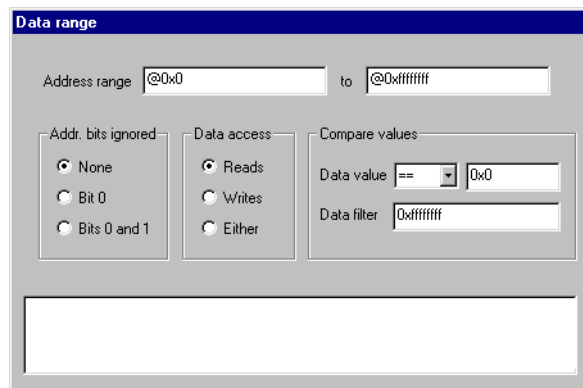 Data range
Address range @0x0 to @0xffffffff
Addr. bits ignored Data access Compare values
None Reads Data value == 0x0
Bit 0 Writes Data filter 0xffffffff
Bits 0 and 1 Either